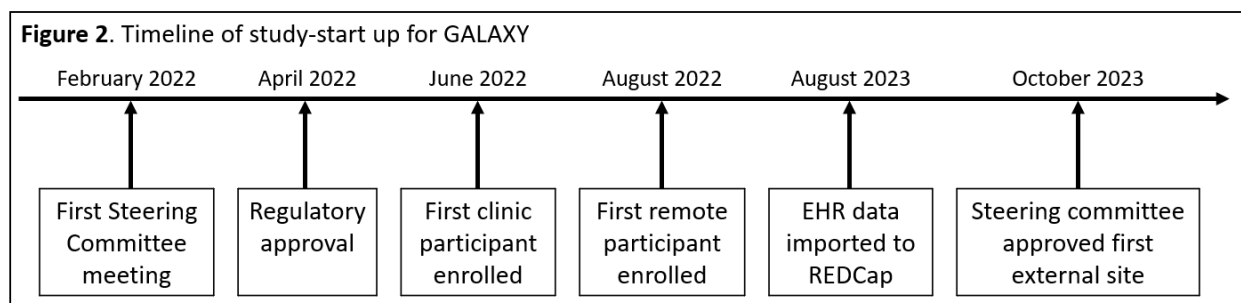 Figure 2. Timeline of study-start up for GALAXY
February 2022
April 2022
June 2022
August 2022
August 2023
October 2023
First Steering
Committee
meeting
Regulatory
approval
First clinic
participant
enrolled
First remote
participant
enrolled
EHR data
imported to
REDCap
Steering committee
approved first
external site